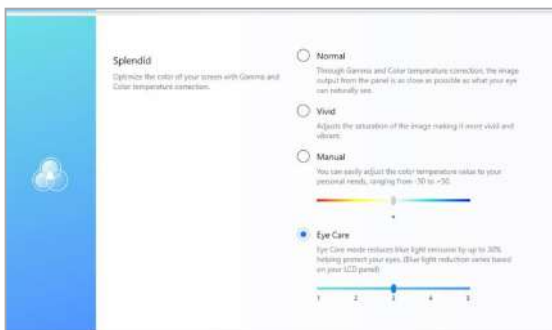 Splendid
Optimize the color of your screen with Gamma and
Color temperature correction.
Normal
Through Gamma and Color temperature correction, the image
output from the panel is as close as possible as what your eye
can naturally see.
Vivid
Adjusts the saturation of the image making it more vivid and
vibrant.
Manual
You can easily adjust the color temperature value to your
personal needs, ranging from -50 to +50.
Eye Care
Eye Care mode reduces blue light emission by up to 30%
helping protect your eyes. (Blue light reduction varies based
on your LCD panel)
1 2 3 4 5